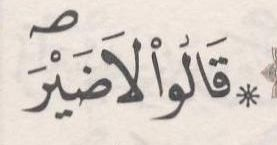 * قَالُوا۟ لَا ضَيْرَ ۖ